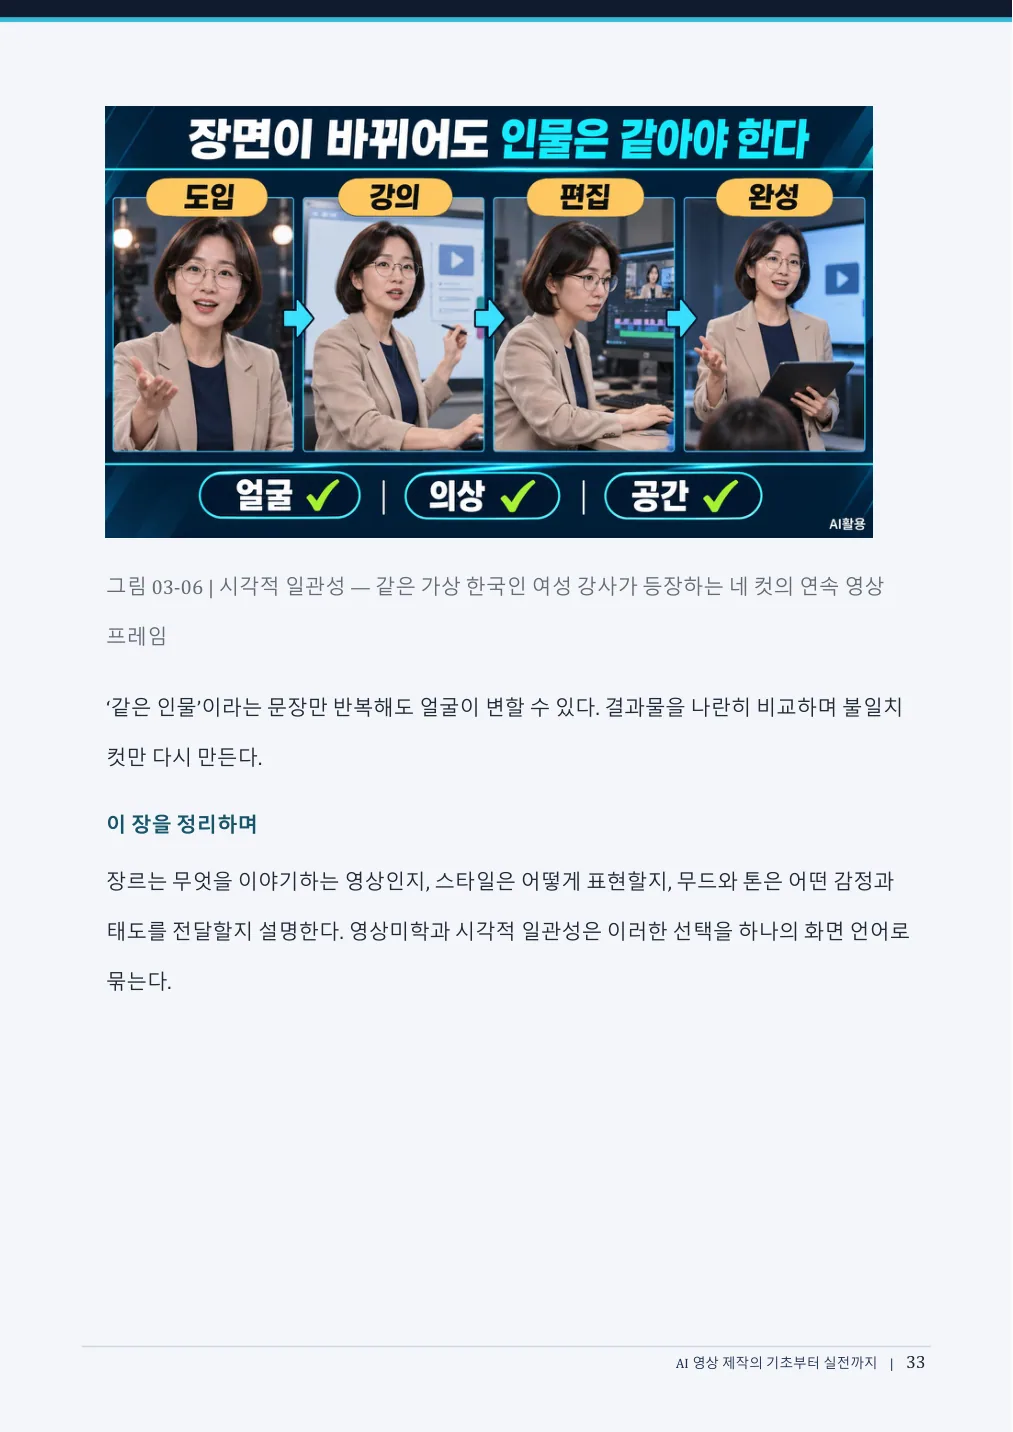 장면이 바뀌어도 인물은 같아야 한다
도입
강의
편집
완성
얼굴 ✓ | 의상 ✓ | 공간 ✓
AI활용
그림 03-06 | 시각적 일관성 — 같은 가상 한국인 여성 강사가 등장하는 네 컷의 연속 영상
프레임
‘같은 인물’이라는 문장만 반복해도 얼굴이 변할 수 있다. 결과물을 나란히 비교하며 불일치
컷만 다시 만든다.
이 장을 정리하며
장르는 무엇을 이야기하는 영상인지, 스타일은 어떻게 표현할지, 무드와 톤은 어떤 감정과
태도를 전달할지 설명한다. 영상미학과 시각적 일관성은 이러한 선택을 하나의 화면 언어로
묶는다.
AI 영상 제작의 기초부터 실전까지 | 33